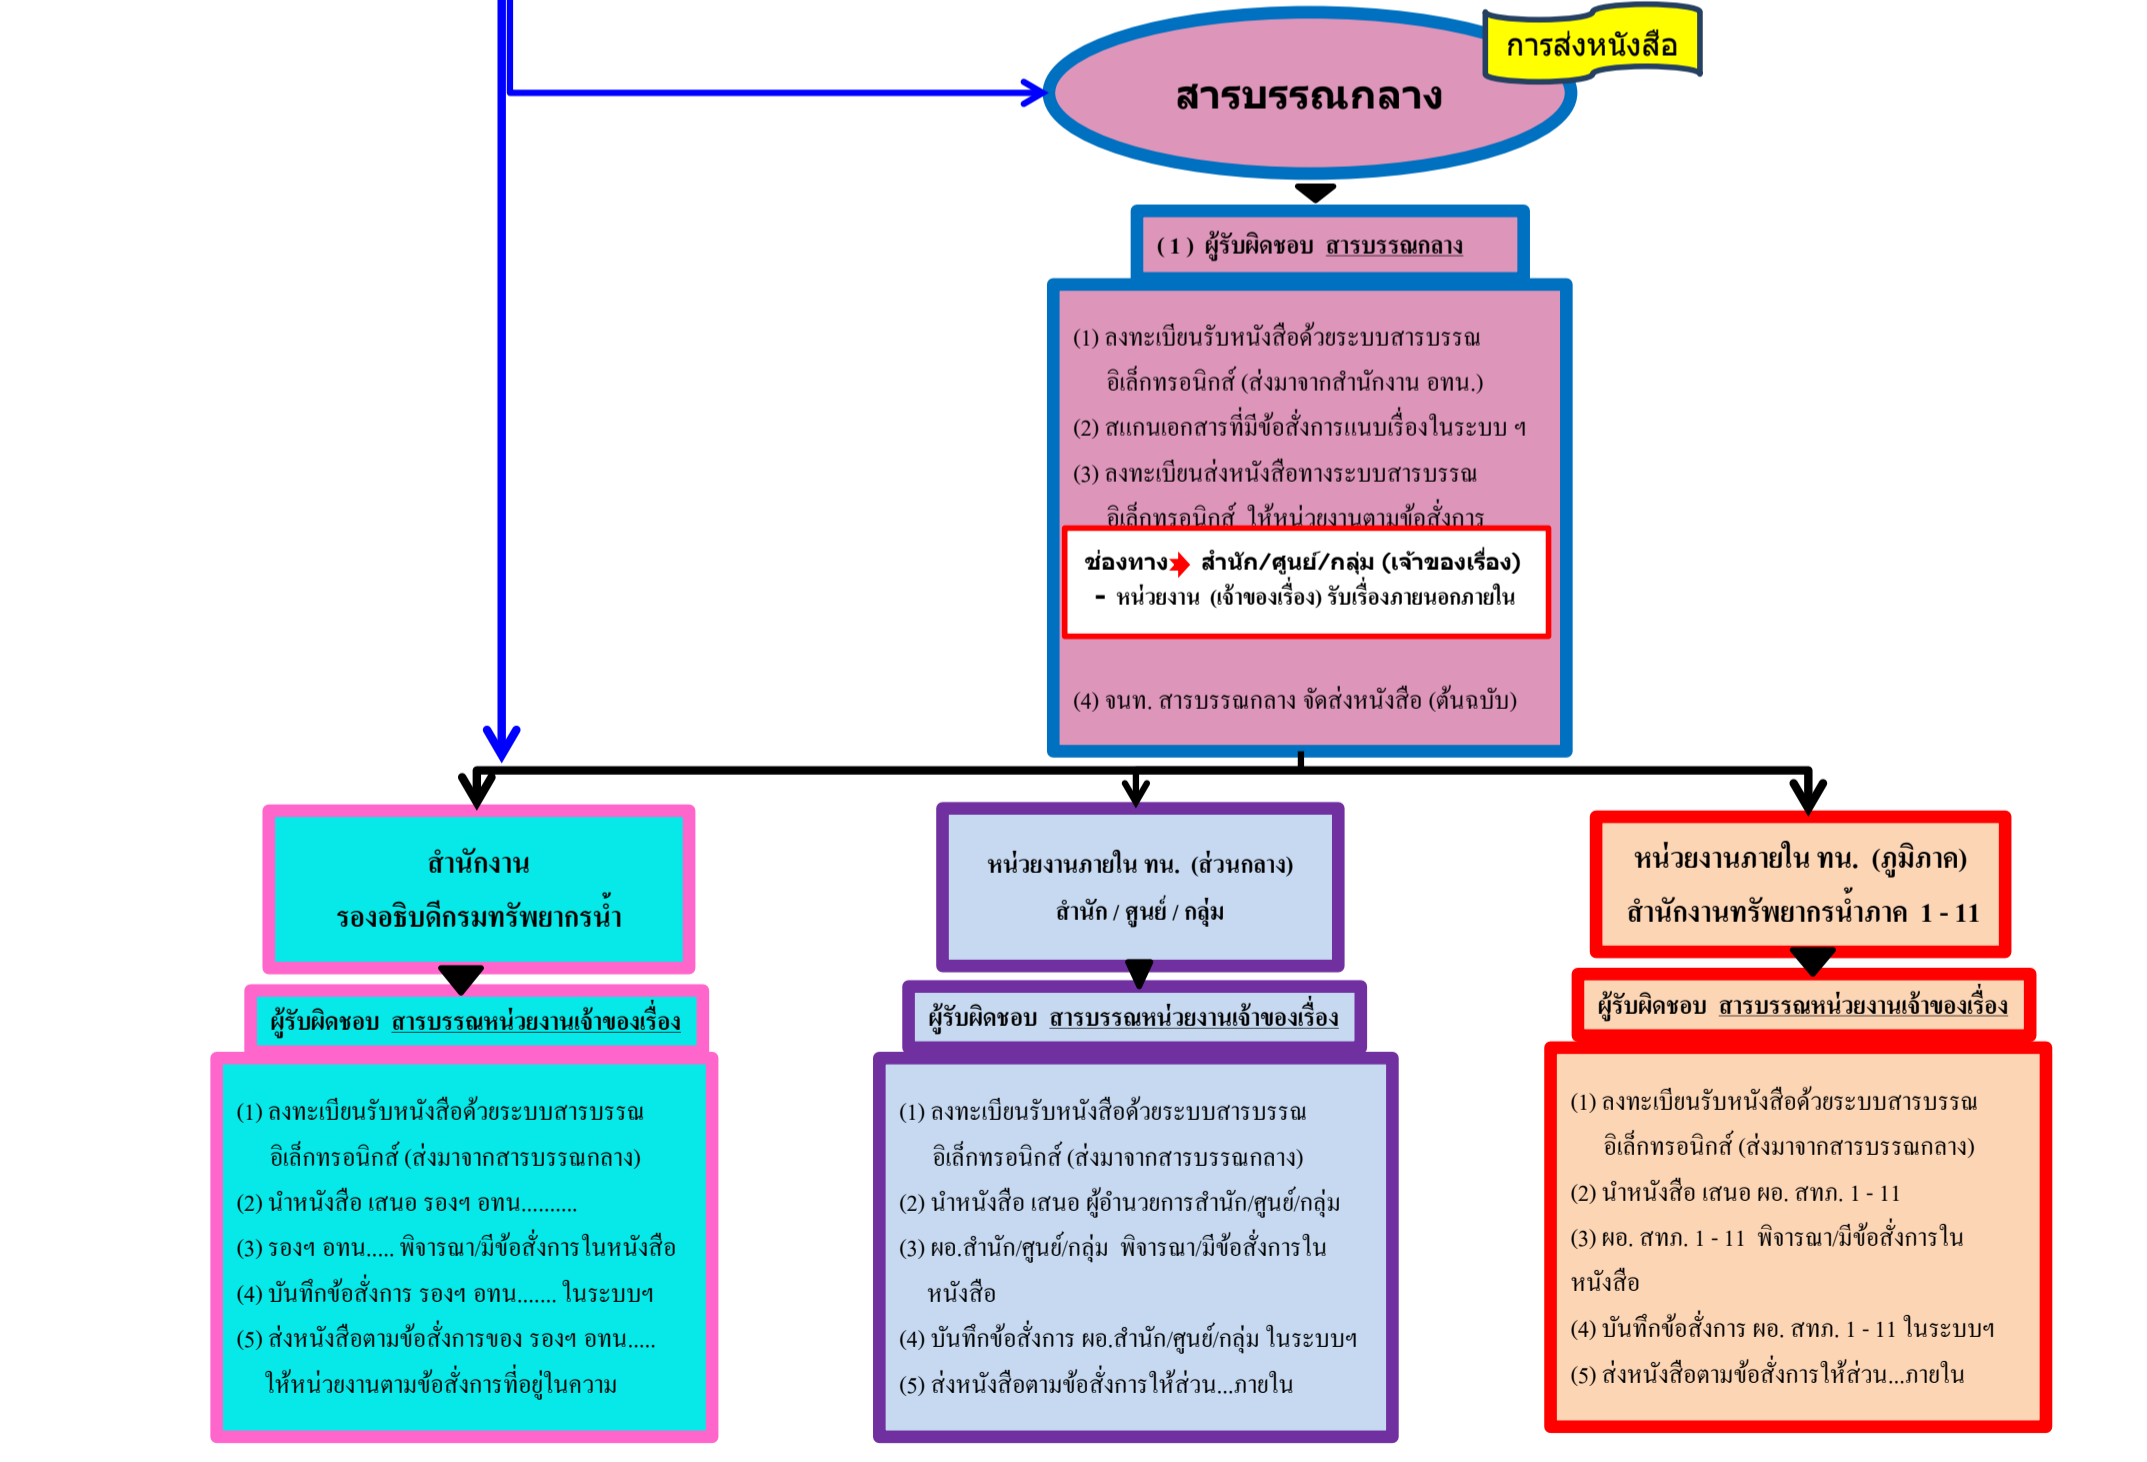 การส่งหนังสือ
สารบรรณกลาง
(1) ผู้รับผิดชอบ สารบรรณกลาง
(1) ลงทะเบียนรับหนังสือด้วยระบบสารบรรณ
อิเล็กทรอนิกส์ (ส่งมาจากสำนักงาน อทน.)
(2) สแกนเอกสารที่มีข้อสั่งการแนบเรื่องในระบบ ฯ
(3) ลงทะเบียนส่งหนังสือทางระบบสารบรรณ
อิเล็กทรอนิกส์ ให้หน่วยงานตามข้อสั่งการ
ช่องทาง สำนัก/ศูนย์/กลุ่ม (เจ้าของเรื่อง)
- หน่วยงาน (เจ้าของเรื่อง) รับเรื่องภายนอกภายใน
(4) จนท. สารบรรณกลาง จัดส่งหนังสือ (ต้นฉบับ)
สำนักงาน
รองอธิบดีกรมทรัพยากรน้ำ
ผู้รับผิดชอบ สารบรรณหน่วยงานเจ้าของเรื่อง
(1) ลงทะเบียนรับหนังสือด้วยระบบสารบรรณ
อิเล็กทรอนิกส์ (ส่งมาจากสารบรรณกลาง)
(2) นำหนังสือ เสนอ รองฯ อทน..........
(3) รองฯ อทน..... พิจารณา/มีข้อสั่งการในหนังสือ
(4) บันทึกข้อสั่งการ รองฯ อทน....... ในระบบฯ
(5) ส่งหนังสือตามข้อสั่งการของ รองฯ อทน.....
ให้หน่วยงานตามข้อสั่งการที่อยู่ในความ
หน่วยงานภายใน ทน. (ส่วนกลาง)
สำนัก / ศูนย์ / กลุ่ม
ผู้รับผิดชอบ สารบรรณหน่วยงานเจ้าของเรื่อง
(1) ลงทะเบียนรับหนังสือด้วยระบบสารบรรณ
อิเล็กทรอนิกส์ (ส่งมาจากสารบรรณกลาง)
(2) นำหนังสือ เสนอ ผู้อำนวยการสำนัก/ศูนย์/กลุ่ม
(3) ผอ.สำนัก/ศูนย์/กลุ่ม พิจารณา/มีข้อสั่งการใน
หนังสือ
(4) บันทึกข้อสั่งการ ผอ.สำนัก/ศูนย์/กลุ่ม ในระบบฯ
(5) ส่งหนังสือตามข้อสั่งการให้ส่วน...ภายใน
หน่วยงานภายใน ทน. (ภูมิภาค)
สำนักงานทรัพยากรน้ำภาค 1 - 11
ผู้รับผิดชอบ สารบรรณหน่วยงานเจ้าของเรื่อง
(1) ลงทะเบียนรับหนังสือด้วยระบบสารบรรณ
อิเล็กทรอนิกส์ (ส่งมาจากสารบรรณกลาง)
(2) นำหนังสือ เสนอ ผอ. สทภ. 1 - 11
(3) ผอ. สทภ. 1 - 11 พิจารณา/มีข้อสั่งการใน
หนังสือ
(4) บันทึกข้อสั่งการ ผอ. สทภ. 1 - 11 ในระบบฯ
(5) ส่งหนังสือตามข้อสั่งการให้ส่วน...ภายใน